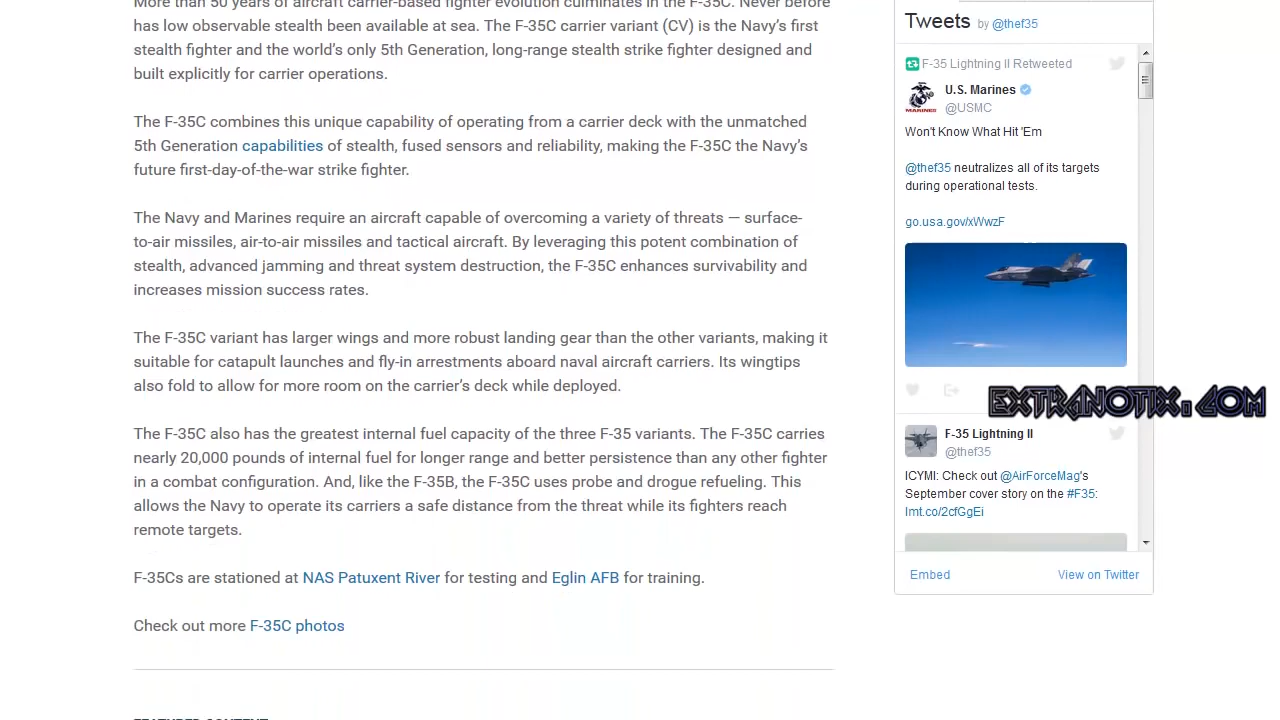 More than 50 years of aircraft carrier-based fighter evolution culminates in the F-35C. Never before
has low observable stealth been available at sea. The F-35C carrier variant (CV) is the Navy's first
stealth fighter and the world's only 5th Generation, long-range stealth strike fighter designed and
built explicitly for carrier operations.
The F-35C combines this unique capability of operating from a carrier deck with the unmatched
5th Generation capabilities of stealth, fused sensors and reliability, making the F-35C the Navy's
future first-day-of-the-war strike fighter.
The Navy and Marines require an aircraft capable of overcoming a variety of threats — surface-
to-air missiles, air-to-air missiles and tactical aircraft. By leveraging this potent combination of
stealth, advanced jamming and threat system destruction, the F-35C enhances survivability and
increases mission success rates.
The F-35C variant has larger wings and more robust landing gear than the other variants, making it
suitable for catapult launches and fly-in arrestments aboard naval aircraft carriers. Its wingtips
also fold to allow for more room on the carrier's deck while deployed.
The F-35C also has the greatest internal fuel capacity of the three F-35 variants. The F-35C carries
nearly 20,000 pounds of internal fuel for longer range and better persistence than any other fighter
in a combat configuration. And, like the F-35B, the F-35C uses probe and drogue refueling. This
allows the Navy to operate its carriers a safe distance from the threat while its fighters reach
remote targets.
F-35Cs are stationed at NAS Patuxent River for testing and Eglin AFB for training.
Check out more F-35C photos
FEATURED CONTENT
Tweets by @thef35
F-35 Lightning II Retweeted
U.S. Marines
@USMC
MARINES
Won't Know What Hit 'Em
@thef35 neutralizes all of its targets
during operational tests.
go.usa.gov/xWwzF
EXTRANOTIX.COM
F-35 Lightning II
@thef35
ICYMI: Check out @AirForceMag's
September cover story on the #F35:
lmt.co/2cfGgEi
Embed
View on Twitter